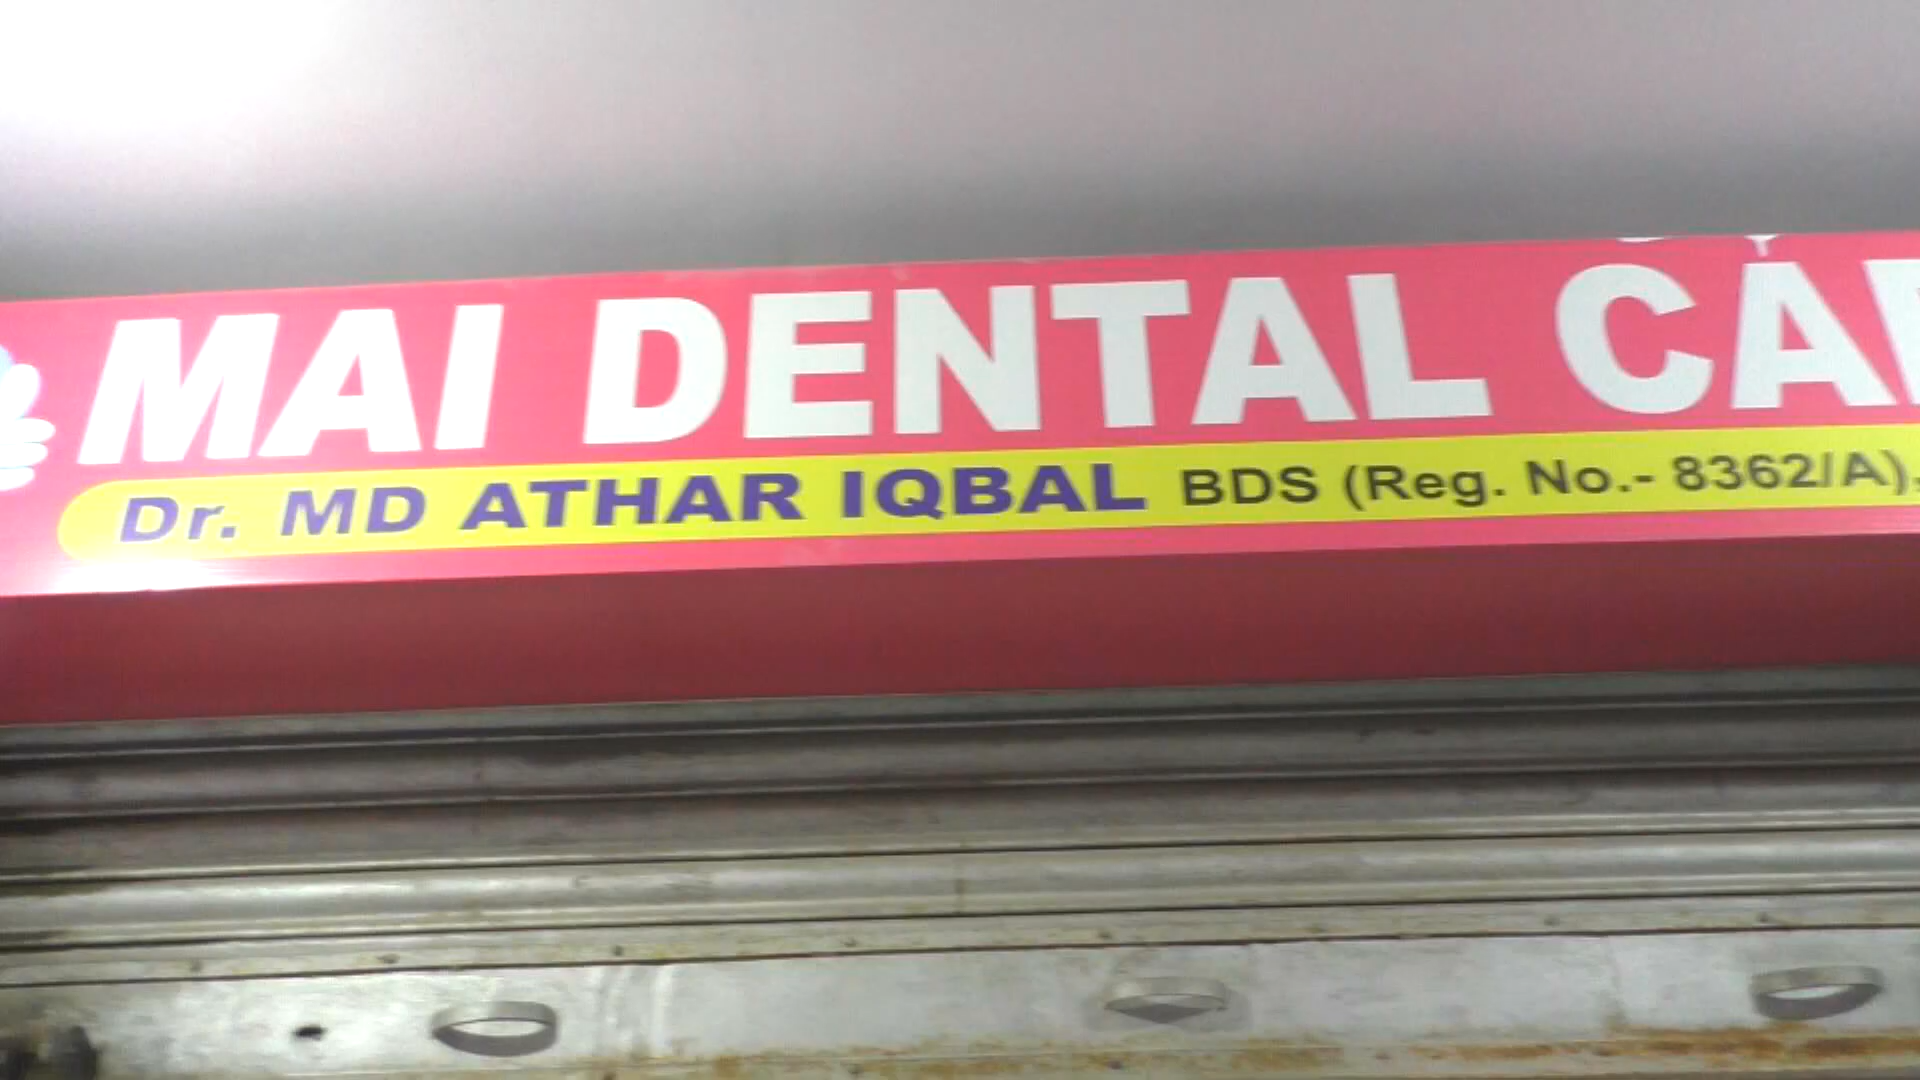 MAI DENTAL CA
Dr. MD ATHAR IQBAL BDS (Reg. No.- 8362/A),